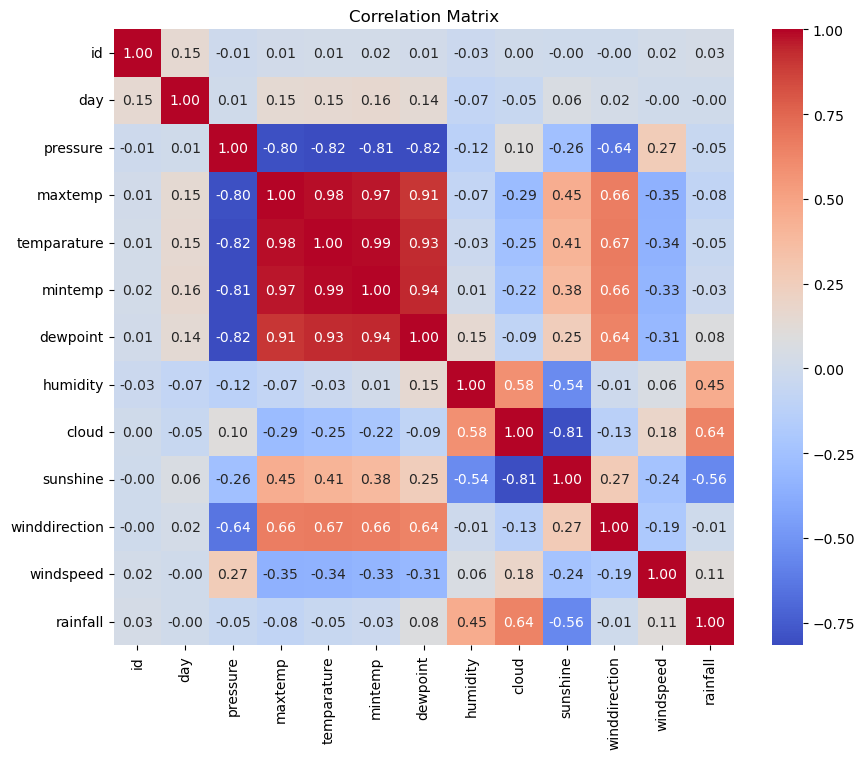 Correlation Matrix
id 1.00 0.15 -0.01 0.01 0.01 0.02 0.01 -0.03 0.00 -0.00 -0.00 0.02 0.03
day 0.15 1.00 0.01 0.15 0.15 0.16 0.14 -0.07 -0.05 0.06 0.02 -0.00 -0.00
pressure -0.01 0.01 1.00 -0.80 -0.82 -0.81 -0.82 -0.12 0.10 -0.26 -0.64 0.27 -0.05
maxtemp 0.01 0.15 -0.80 1.00 0.98 0.97 0.91 -0.07 -0.29 0.45 0.66 -0.35 -0.08
temparature 0.01 0.15 -0.82 0.98 1.00 0.99 0.93 -0.03 -0.25 0.41 0.67 -0.34 -0.05
mintemp 0.02 0.16 -0.81 0.97 0.99 1.00 0.94 0.01 -0.22 0.38 0.66 -0.33 -0.03
dewpoint 0.01 0.14 -0.82 0.91 0.93 0.94 1.00 0.15 -0.09 0.25 0.64 -0.31 0.08
humidity -0.03 -0.07 -0.12 -0.07 -0.03 0.01 0.15 1.00 0.58 -0.54 -0.01 0.06 0.45
cloud 0.00 -0.05 0.10 -0.29 -0.25 -0.22 -0.09 0.58 1.00 -0.81 -0.13 0.18 0.64
sunshine -0.00 0.06 -0.26 0.45 0.41 0.38 0.25 -0.54 -0.81 1.00 0.27 -0.24 -0.56
winddirection -0.00 0.02 -0.64 0.66 0.67 0.66 0.64 -0.01 -0.13 0.27 1.00 -0.19 -0.01
windspeed 0.02 -0.00 0.27 -0.35 -0.34 -0.33 -0.31 0.06 0.18 -0.24 -0.19 1.00 0.11
rainfall 0.03 -0.00 -0.05 -0.08 -0.05 -0.03 0.08 0.45 0.64 -0.56 -0.01 0.11 1.00
id day pressure maxtemp temparature mintemp dewpoint humidity cloud sunshine winddirection windspeed rainfall
1.00
0.75
0.50
0.25
0.00
−0.25
−0.50
−0.75